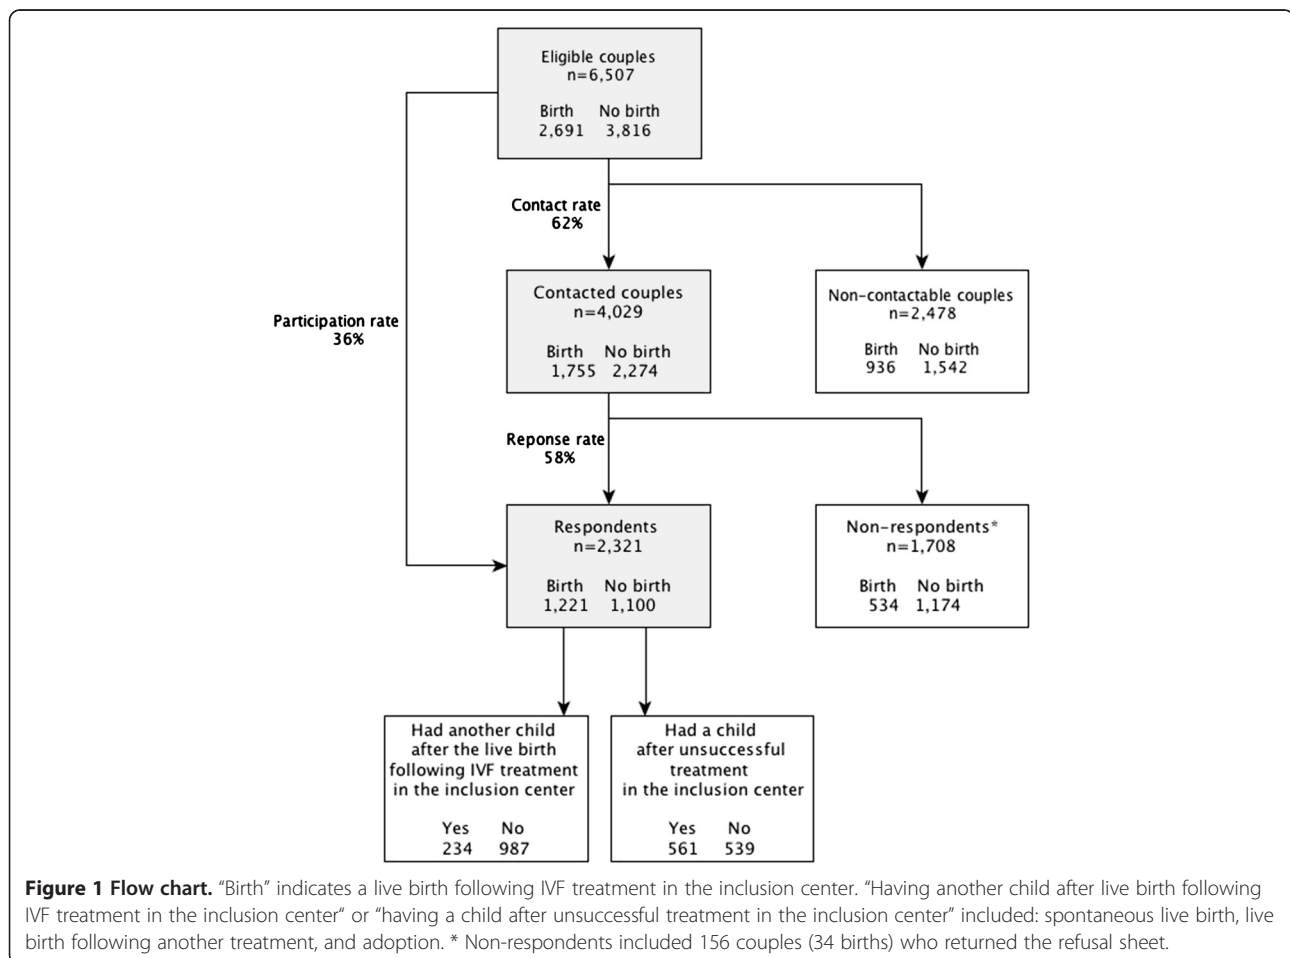 Eligible couples
n=6,507
Birth No birth
2,691 3,816
Contact rate
62%
Participation rate
36%
Contacted couples
n=4,029
Birth No birth
1,755 2,274
Non-contactable couples
n=2,478
Birth No birth
936 1,542
Reponse rate
58%
Respondents
n=2,321
Birth No birth
1,221 1,100
Non-respondents*
n=1,708
Birth No birth
534 1,174
Had another child
after the live birth
following IVF treatment
in the inclusion center
Yes No
234 987
Had a child
after unsuccessful
treatment
in the inclusion center
Yes No
561 539
Figure 1 Flow chart. "Birth" indicates a live birth following IVF treatment in the inclusion center. "Having another child after live birth following
IVF treatment in the inclusion center" or "having a child after unsuccessful treatment in the inclusion center" included: spontaneous live birth, live
birth following another treatment, and adoption. * Non-respondents included 156 couples (34 births) who returned the refusal sheet.